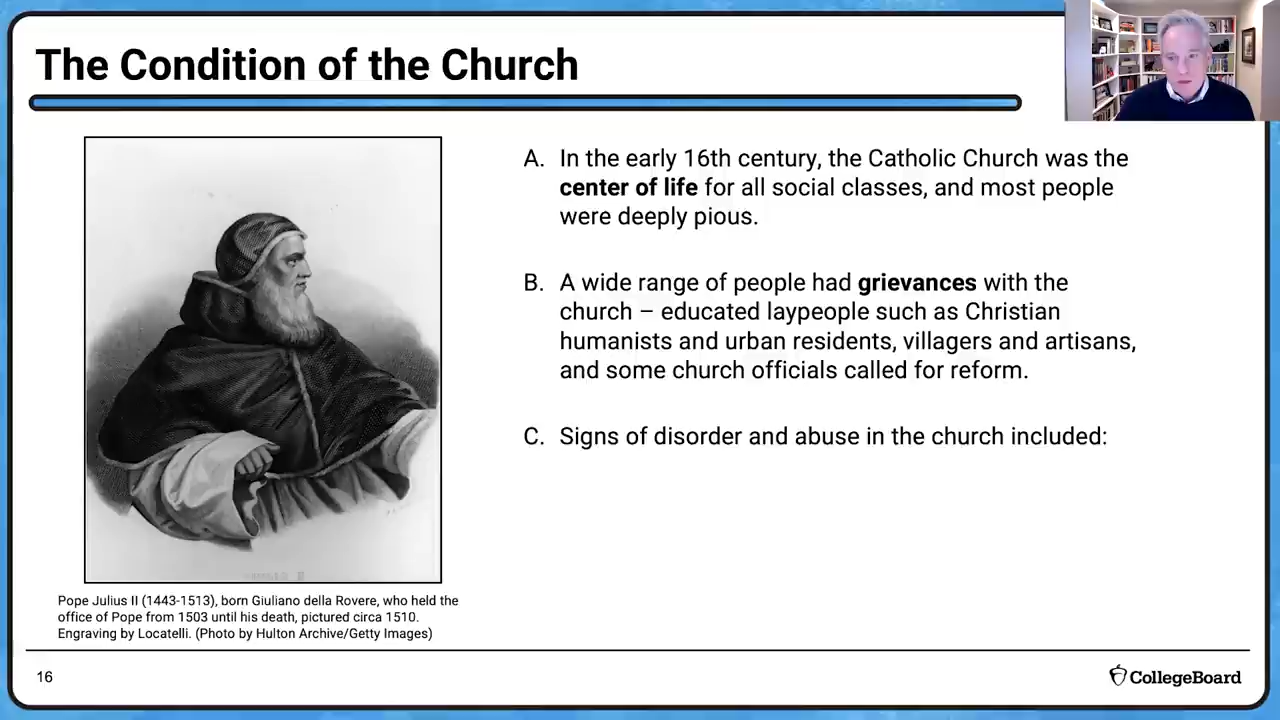 The Condition of the Church
A. In the early 16th century, the Catholic Church was the
center of life for all social classes, and most people
were deeply pious.
B. A wide range of people had grievances with the
church – educated laypeople such as Christian
humanists and urban residents, villagers and artisans,
and some church officials called for reform.
C. Signs of disorder and abuse in the church included:
Pope Julius II (1443-1513), born Giuliano della Rovere, who held the
office of Pope from 1503 until his death, pictured circa 1510.
Engraving by Locatelli. (Photo by Hulton Archive/Getty Images)
16
CollegeBoard